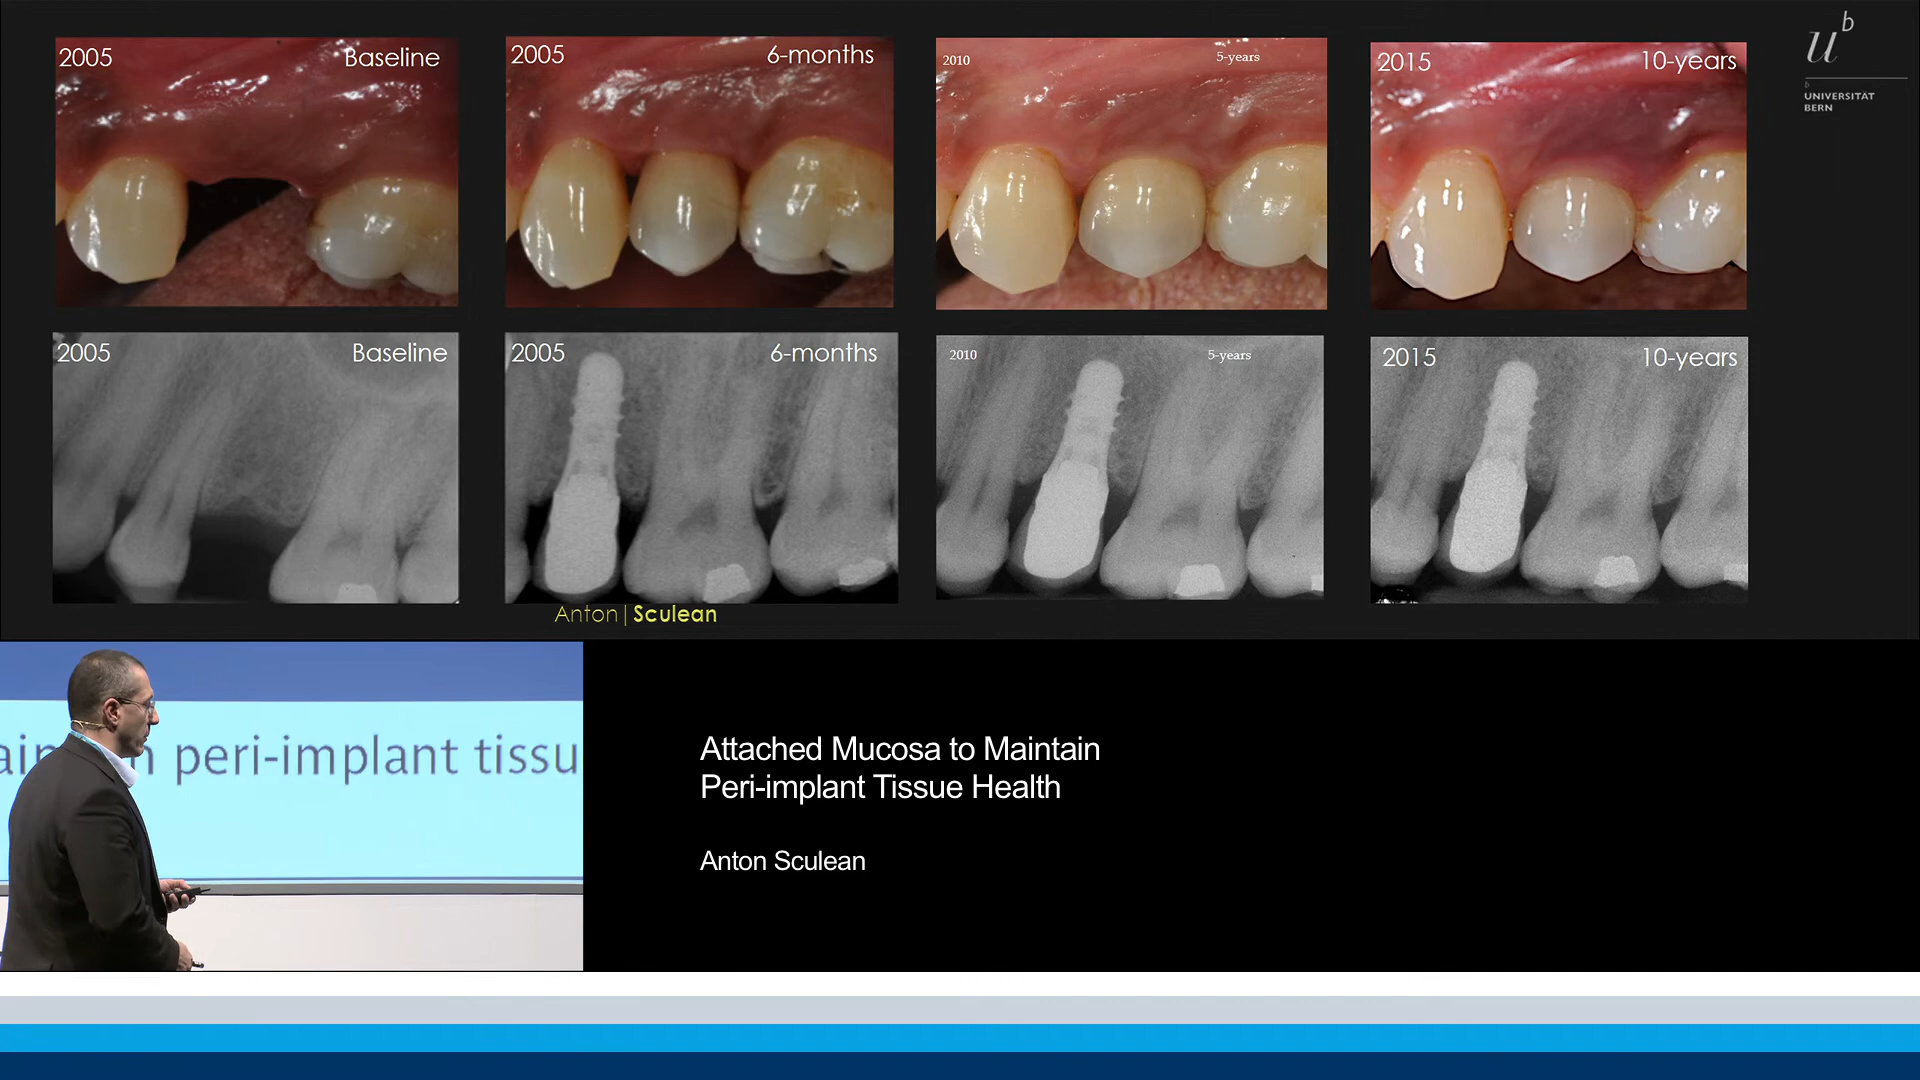 2005 Baseline
2005 6-months
2010 5-years
2015 10-years
u
b
b
UNIVERSITÄT
BERN
2005 Baseline
2005 6-months
2010 5-years
2015 10-years
Anton | Sculean
peri-implant tissu
Attached Mucosa to Maintain
Peri-implant Tissue Health
Anton Sculean